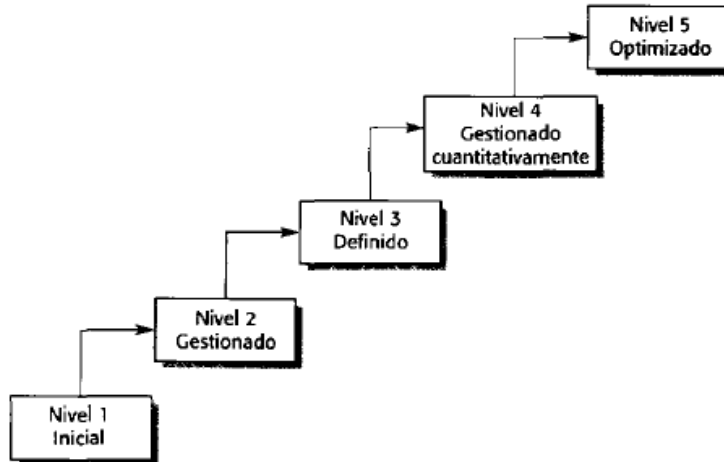 Nivel 5
Optimizado
Nivel 4
Gestionado
cuantitativamente
Nivel 3
Definido
Nivel 2
Gestionado
Nivel 1
Inicial